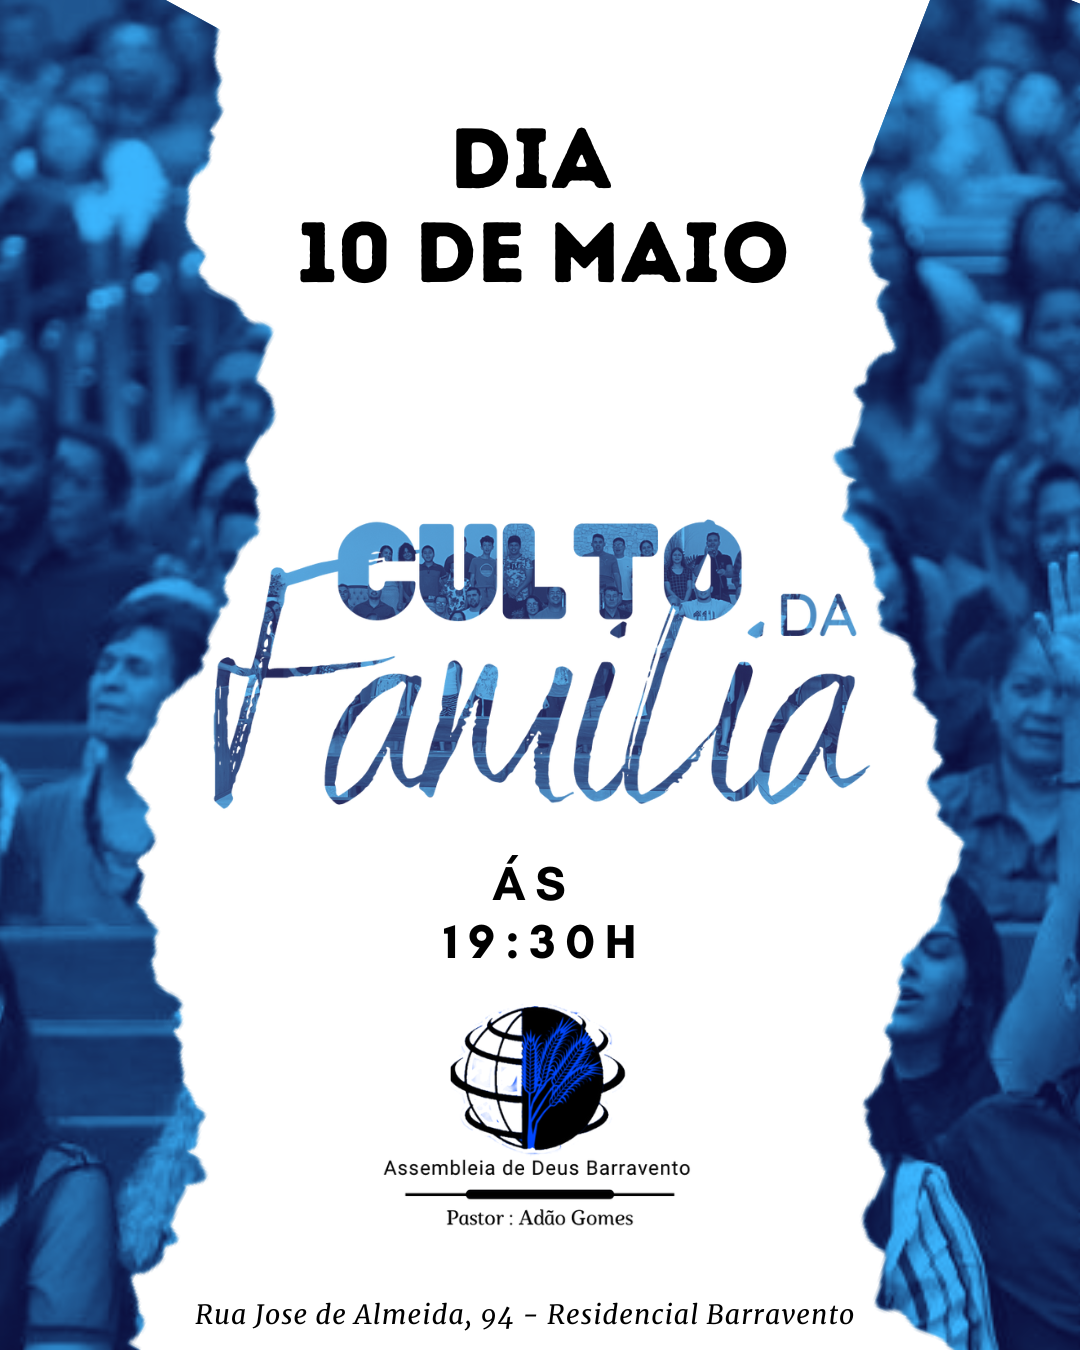 DIA
10 DE MAIO
CULTO
DA
Família
ÁS
19:30H
Assembleia de Deus Barravento
Pastor : Adão Gomes
Rua Jose de Almeida, 94 - Residencial Barravento